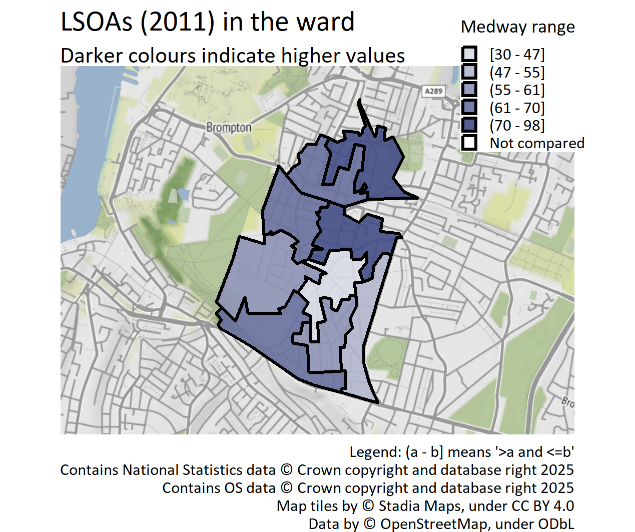 LSOAs (2011) in the ward
Darker colours indicate higher values
Medway range
[30 - 47]
(47 - 55]
(55 - 61]
(61 - 70]
(70 - 98]
Not compared
A289
Brompton
Bro
Legend: (a - b] means '>a and <=b'
Contains National Statistics data © Crown copyright and database right 2025
Contains OS data © Crown copyright and database right 2025
Map tiles by © Stadia Maps, under CC BY 4.0
Data by © OpenStreetMap, under ODbL